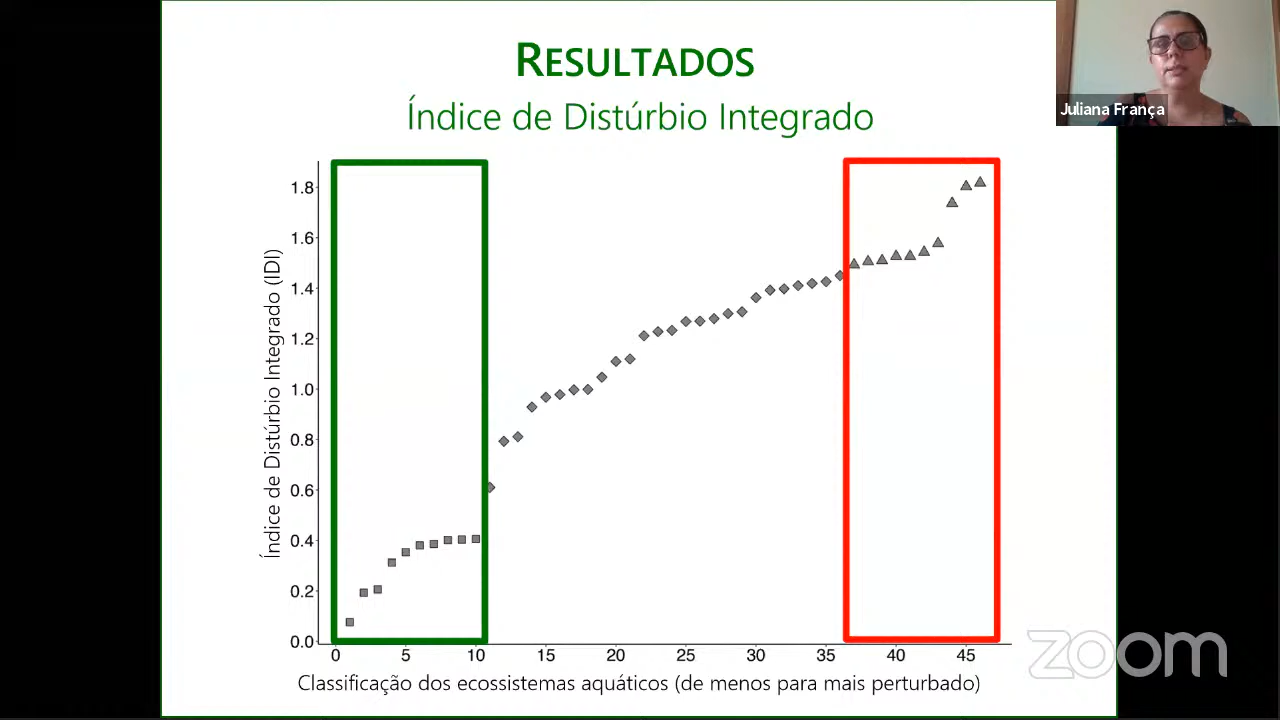 RESULTADOS
Índice de Distúrbio Integrado
Juliana França
Índice de Distúrbio Integrado (IDI)
1.8
1.6
1.4
1.2
1.0
0.8
0.6
0.4
0.2
0.0
0 5 10 15 20 25 30 35 40 45
Classificação dos ecossistemas aquáticos (de menos para mais perturbado)
zoom